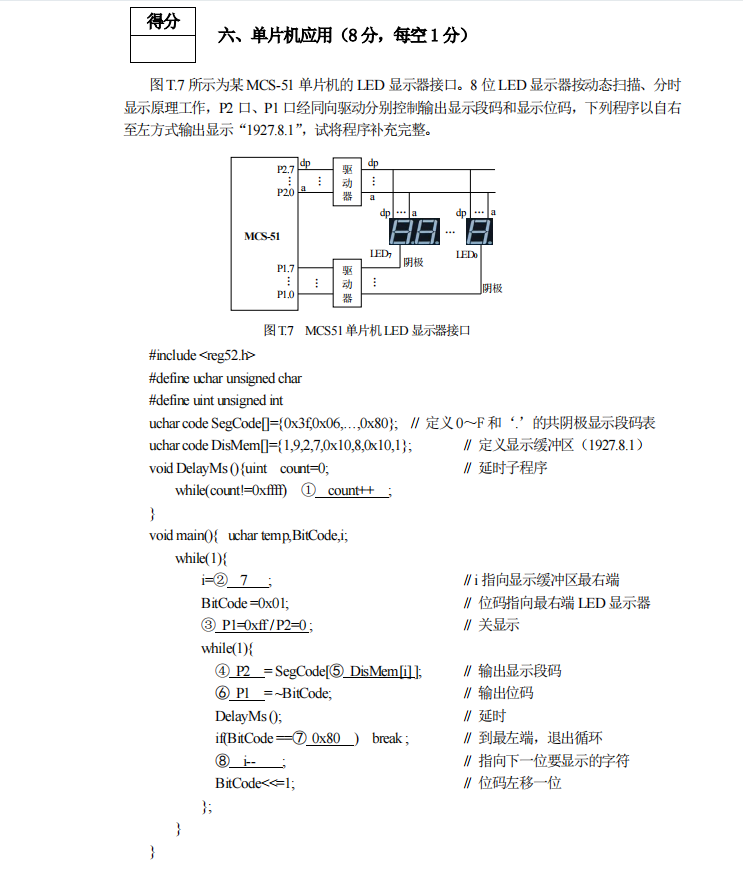 得分
六、单片机应用（8 分，每空 1 分）
图 T.7 所示为某 MCS-51 单片机的 LED 显示器接口。8 位 LED 显示器按动态扫描、分时
显示原理工作，P2 口、P1 口经同向驱动分别控制输出显示段码和显示位码，下列程序以自右
至左方式输出显示“1927.8.1”，试将程序补充完整。
P2.7 dp 驱 dp
⋮ ⋮ 动 ⋮
P2.0 a 器 a
dp ··· a dp ··· a
MCS-51
···
LED7 LED0
阴极
P1.7 驱
⋮ ⋮ 动 ⋮
P1.0 器
阴极
图 T.7 MCS51 单片机 LED 显示器接口
#include <reg52.h>
#define uchar unsigned char
#define uint unsigned int
uchar code SegCode[]={0x3f,0x06,…,0x80}; // 定义 0～F 和‘.’的共阴极显示段码表
uchar code DisMem[]={1,9,2,7,0x10,8,0x10,1}; // 定义显示缓冲区（1927.8.1）
void DelayMs (){uint count=0; // 延时子程序
while(count!=0xffff) ① count++ ;
}
void main(){ uchar temp,BitCode,i;
while(1){
i=② 7 ; // i 指向显示缓冲区最右端
BitCode =0x01; // 位码指向最右端 LED 显示器
③ P1=0xff / P2=0 ; // 关显示
while(1){
④ P2 = SegCode[⑤ DisMem[i] ]; // 输出显示段码
⑥ P1 = ~BitCode; // 输出位码
DelayMs (); // 延时
if(BitCode ==⑦ 0x80 ) break ; // 到最左端，退出循环
⑧ i-- ; // 指向下一位要显示的字符
BitCode<<=1; // 位码左移一位
};
}
}